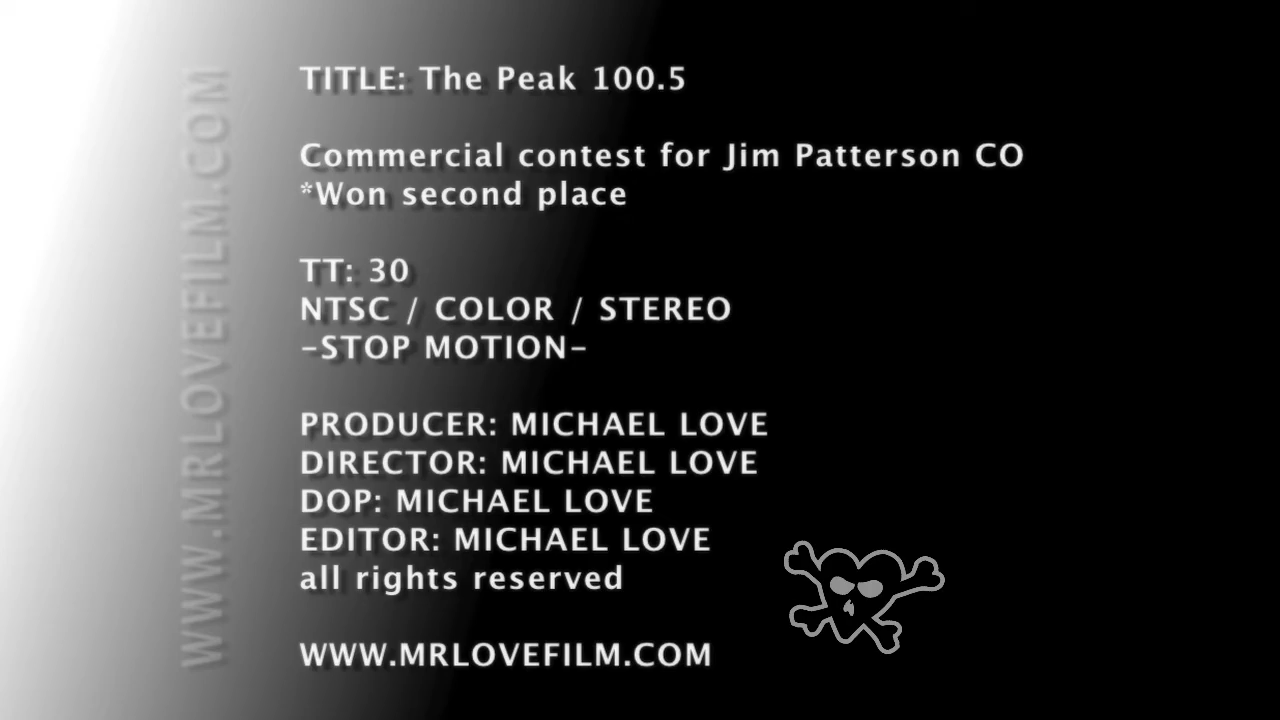 TITLE: The Peak 100.5
Commercial contest for Jim Patterson CO
*Won second place
TT: 30
NTSC / COLOR / STEREO
-STOP MOTION-
PRODUCER: MICHAEL LOVE
DIRECTOR: MICHAEL LOVE
DOP: MICHAEL LOVE
EDITOR: MICHAEL LOVE
all rights reserved
WWW.MRLOVEFILM.COM
WWW.MRLOVEFILM.COM